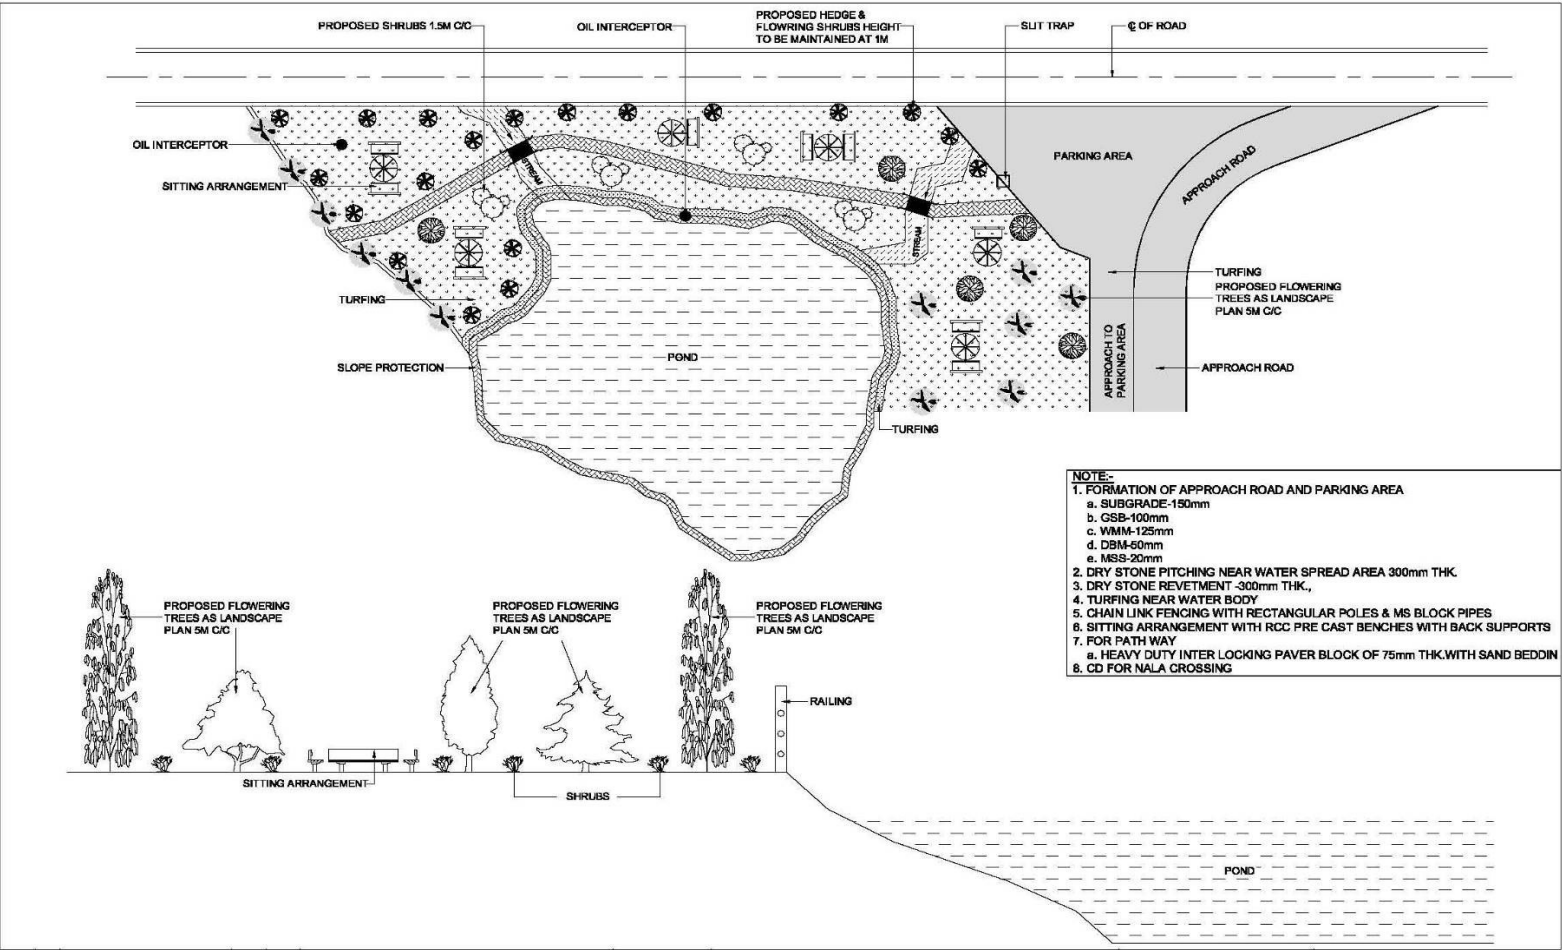 PROPOSED SHRUBS 1.5M C/C
OIL INTERCEPTOR
PROPOSED HEDGE &
FLOWRING SHRUBS HEIGHT
TO BE MAINTAINED AT 1M
SLIT TRAP
℄ OF ROAD
OIL INTERCEPTOR
SITTING ARRANGEMENT
STREAM
STREAM
PARKING AREA
APPROACH ROAD
TURFING
SLOPE PROTECTION
POND
TURFING
PROPOSED FLOWERING
TREES AS LANDSCAPE
PLAN 5M C/C
APPROACH TO
PARKING AREA
APPROACH ROAD
TURFING
NOTE:-
1. FORMATION OF APPROACH ROAD AND PARKING AREA
a. SUBGRADE-150mm
b. GSB-100mm
c. WMM-125mm
d. DBM-50mm
e. MSS-20mm
2. DRY STONE PITCHING NEAR WATER SPREAD AREA 300mm THK.
3. DRY STONE REVETMENT -300mm THK.,
4. TURFING NEAR WATER BODY
5. CHAIN LINK FENCING WITH RECTANGULAR POLES & MS BLOCK PIPES
6. SITTING ARRANGEMENT WITH RCC PRE CAST BENCHES WITH BACK SUPPORTS
7. FOR PATH WAY
a. HEAVY DUTY INTER LOCKING PAVER BLOCK OF 75mm THK.WITH SAND BEDDIN
8. CD FOR NALA CROSSING
PROPOSED FLOWERING
TREES AS LANDSCAPE
PLAN 5M C/C
PROPOSED FLOWERING
TREES AS LANDSCAPE
PLAN 5M C/C
PROPOSED FLOWERING
TREES AS LANDSCAPE
PLAN 5M C/C
RAILING
SITTING ARRANGEMENT
SHRUBS
POND